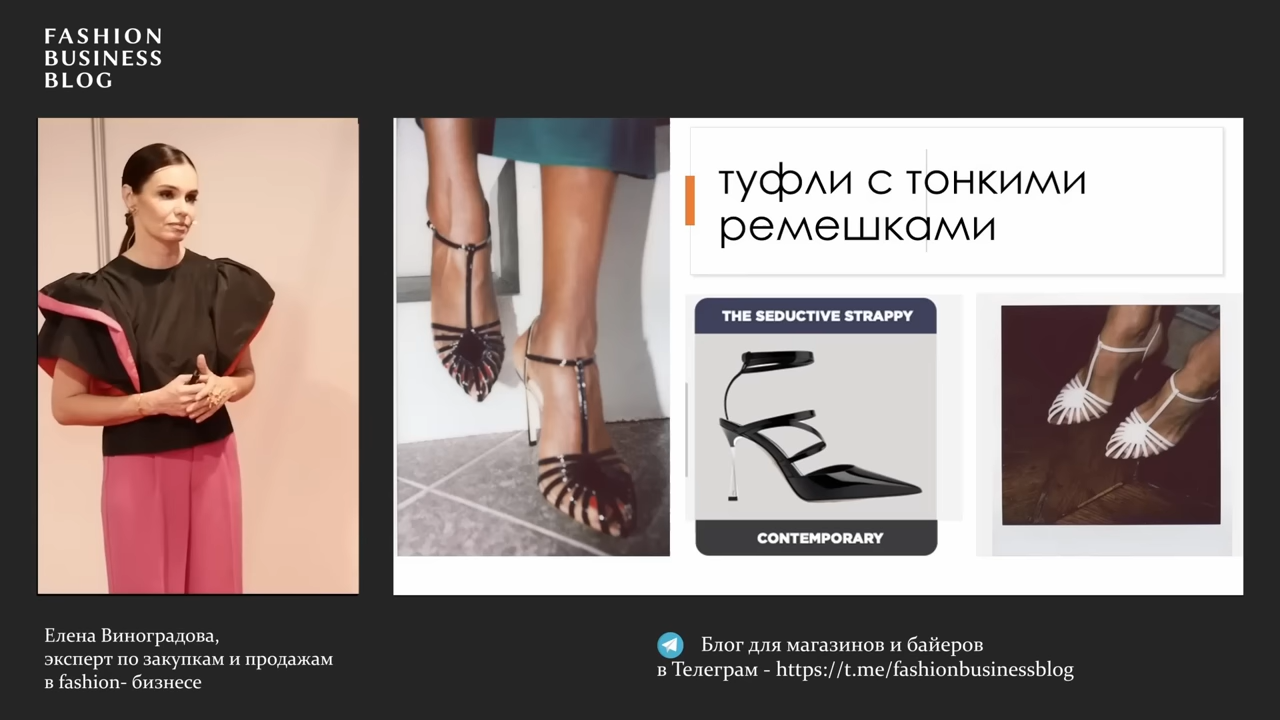 FASHION
BUSINESS
BLOG
туфли с тонкими
ремешками
THE SEDUCTIVE STRAPPY
CONTEMPORARY
Елена Виноградова,
эксперт по закупкам и продажам
в fashion- бизнесе
Блог для магазинов и байеров
в Телеграм - https://t.me/fashionbusinessblog